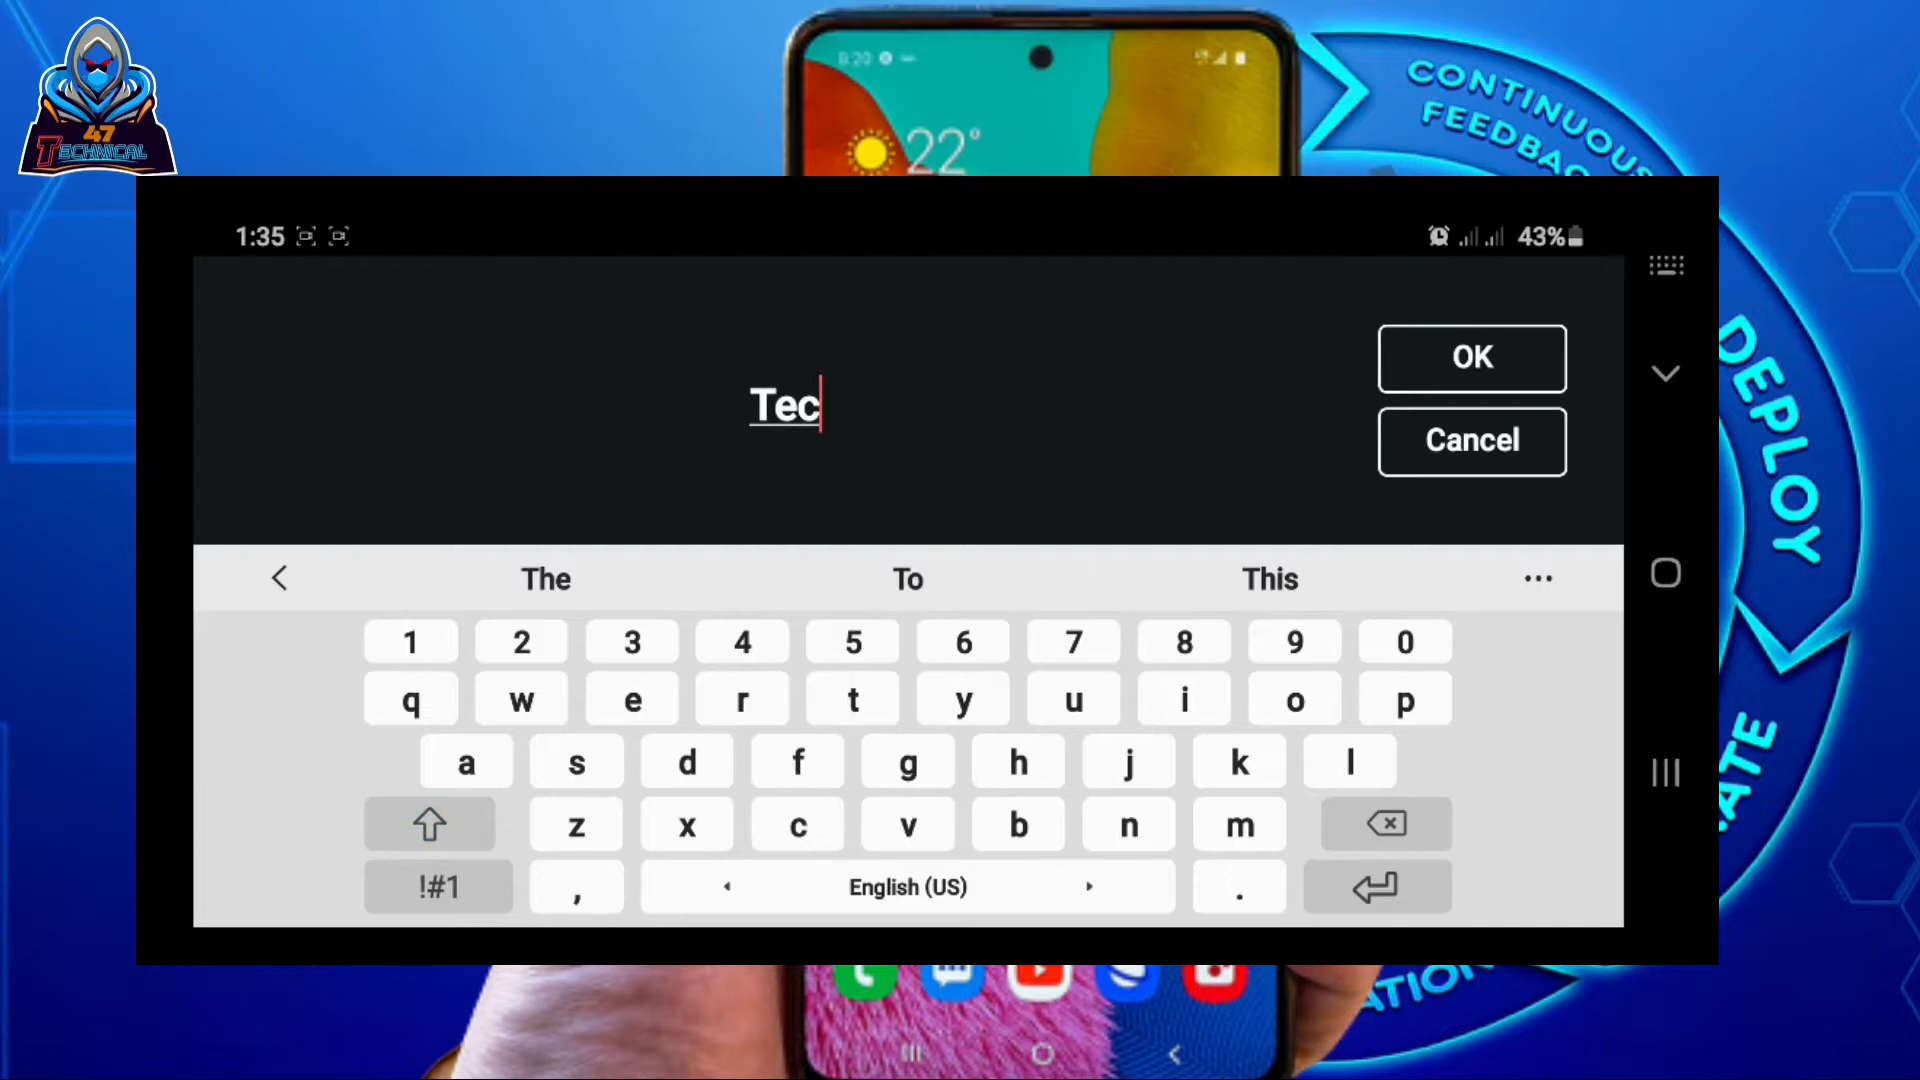 47
TECHNICAL
8:20
22°
CONTINUOUS
FEEDBAC
DEPLOY
1:35
43%
Tec
OK
Cancel
The To This ...
1 2 3 4 5 6 7 8 9 0
q w e r t y u i o p
a s d f g h j k l
z x c v b n m
!#1 , English (US) .
ATE
ATION